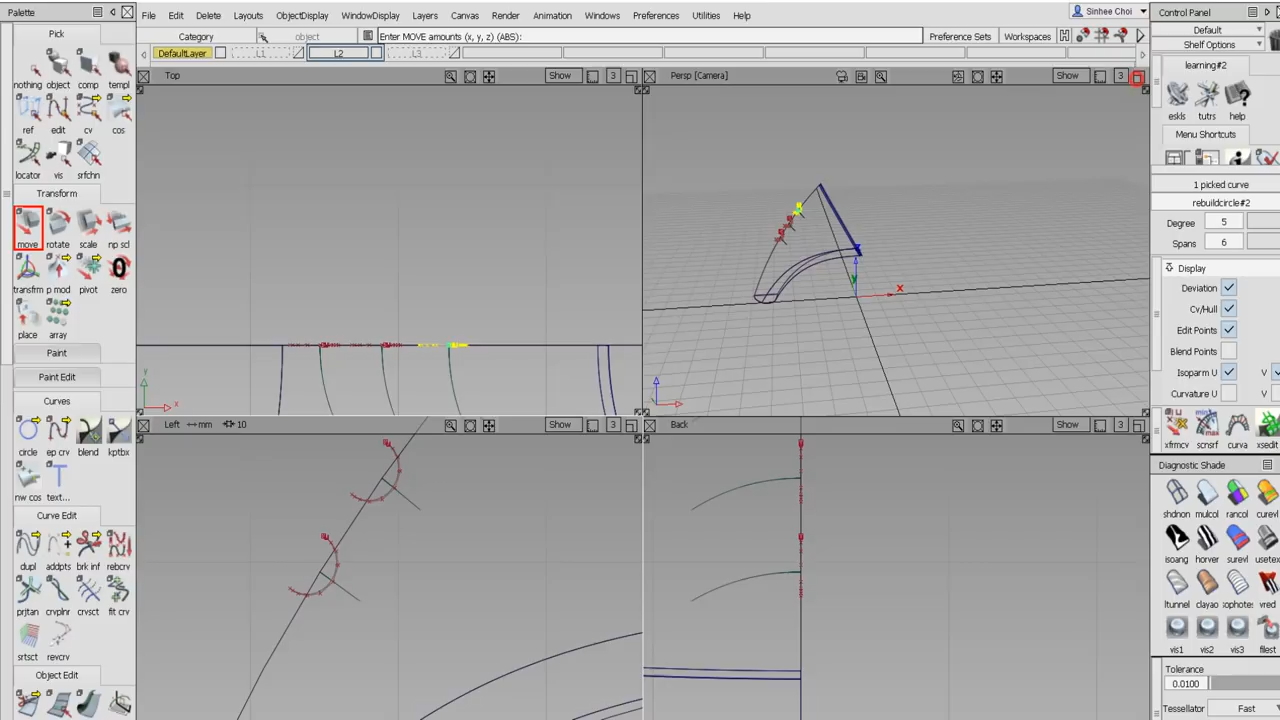 Palette
File Edit Delete Layouts ObjectDisplay WindowDisplay Layers Canvas Render Animation Windows Preferences Utilities Help
Sinhee Choi
Control Panel
Category object Enter MOVE amounts (x, y, z) (ABS): Preference Sets Workspaces
Default
Shelf Options
DefaultLayer L1 L2 L3
Pick
nothing object comp templ
ref edit cv cos
locator vis srfchn
Transform
move rotate scale np scl
transfrm p mod pivot zero
place array
Paint
Paint Edit
Curves
circle ep crv blend kptbx
nw cos text...
Curve Edit
dupl addpts brk inf rebcrv
prjtan crvplnr crvsct fit crv
srtsct revcrv
Object Edit
Top Show 3
y
x
Persp [Camera] Show 3
x
y
z
Left mm 10 Show 3
Back Show 3
learning#2
eskls tutrs help
Menu Shortcuts
1 picked curve
rebuildcircle#2
Degree 5
Spans 6
Display
Deviation
Cv/Hull
Edit Points
Blend Points
Isoparm U V
Curvature U V
xfrmcv scnsrf curva xsedit
Diagnostic Shade
shdnon mulcol rancol curevl
isoang horver surevl usetex
ltunnel clayao sophotes vred
vis1 vis2 vis3 filest
Tolerance
0.0100
Tessellator Fast